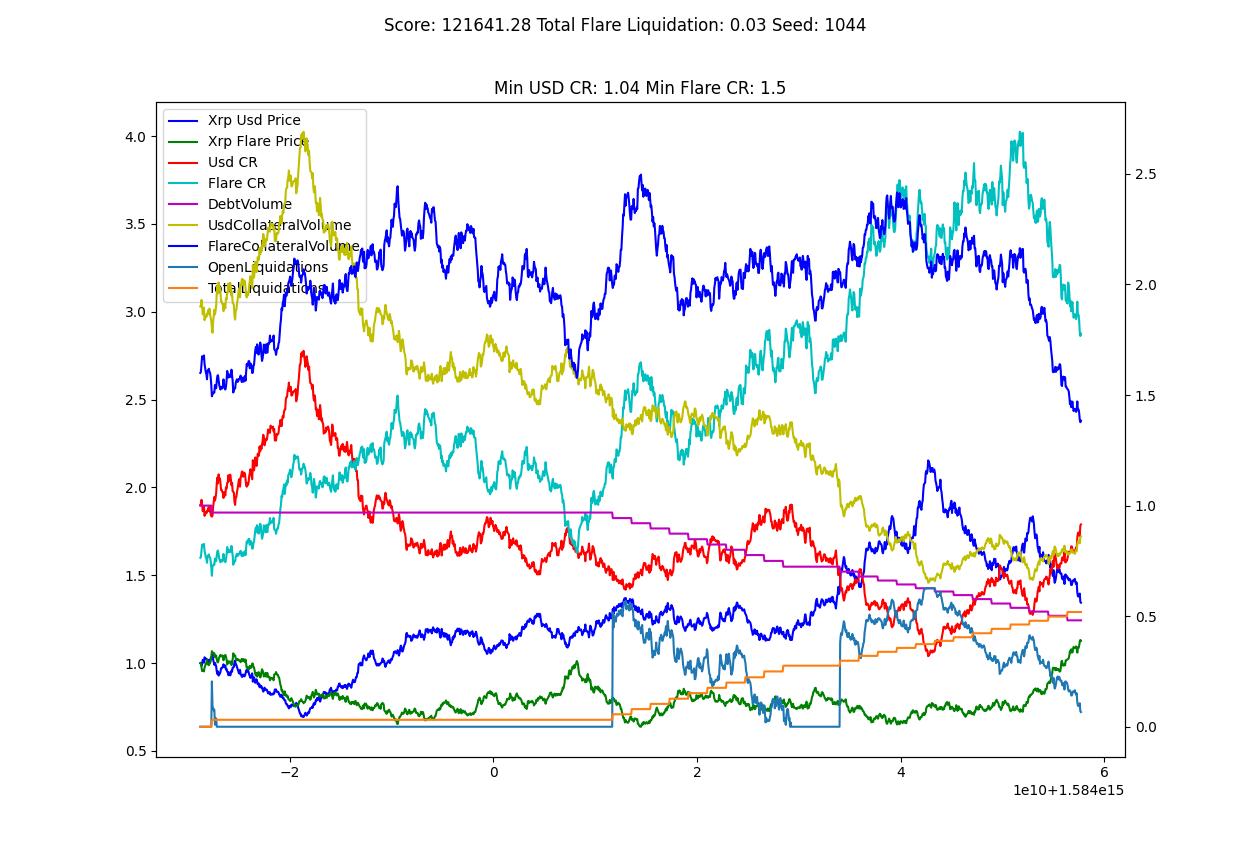 Score: 121641.28 Total Flare Liquidation: 0.03 Seed: 1044
Min USD CR: 1.04 Min Flare CR: 1.5
Xrp Usd Price
Xrp Flare Price
Usd CR
Flare CR
DebtVolume
UsdCollateralVolume
FlareCollateralVolume
OpenLiquidations
TotalLiquidations
4.0
3.5
3.0
2.5
2.0
1.5
1.0
0.5
2.5
2.0
1.5
1.0
0.5
0.0
−2
0
2
4
6
1e10+1.584e15